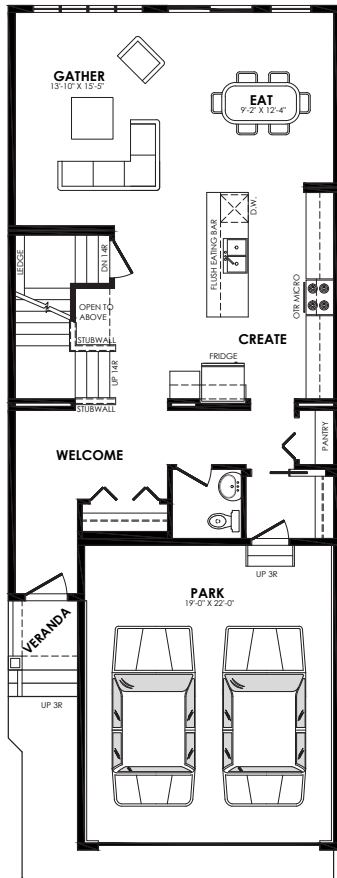 GATHER
13'-10" X 15'-5"
EAT
9'-2" X 12'-4"
D.W.
FLUSH EATING BAR
LEDGE
DN 14R
OPEN TO
ABOVE
STUBWALL
UP 14R
STUBWALL
OTR MICRO
CREATE
FRIDGE
PANTRY
WELCOME
UP 3R
PARK
19'-0" X 22'-0"
VERANDA
UP 3R